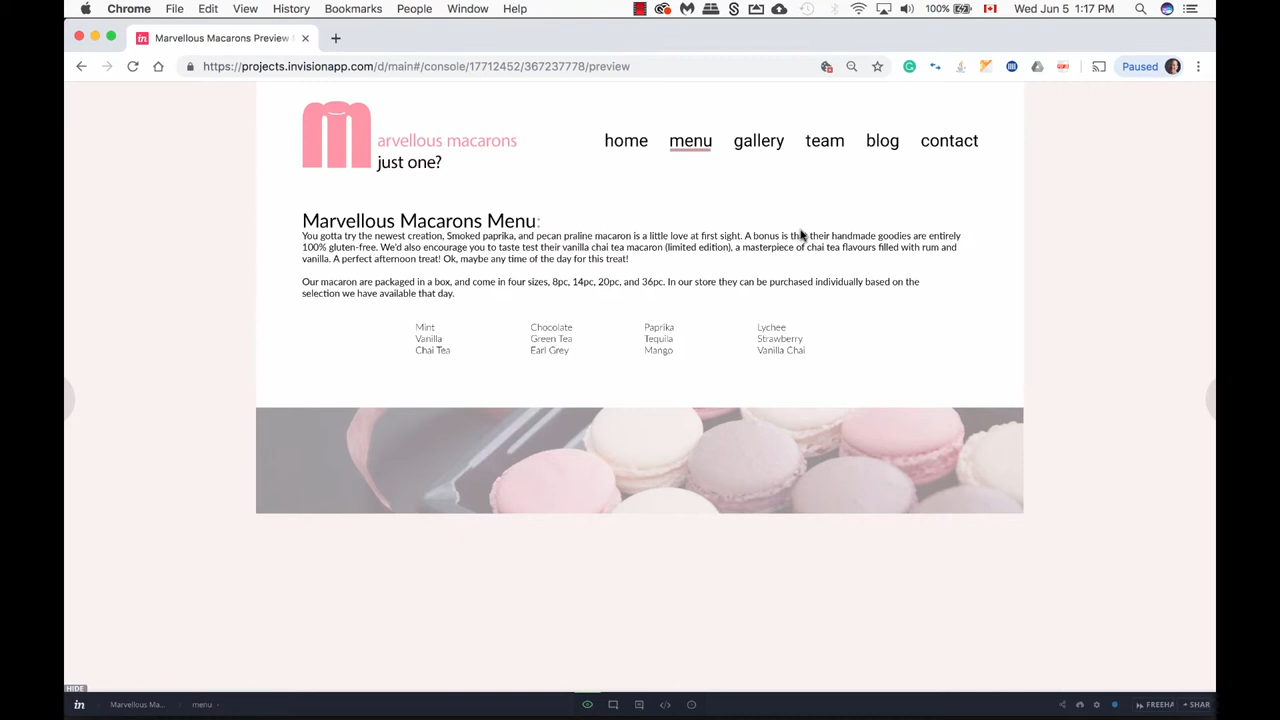 Chrome File Edit View History Bookmarks People Window Help 100% Wed Jun 5 1:17 PM
in Marvellous Macarons Preview
https://projects.invisionapp.com/d/main#/console/17712452/367237778/preview Paused
m
arvellous macarons
just one?
home menu gallery team blog contact
Marvellous Macarons Menu:
You gotta try the newest creation, Smoked paprika, and pecan praline macaron is a little love at first sight. A bonus is that their handmade goodies are entirely
100% gluten-free. We'd also encourage you to taste test their vanilla chai tea macaron (limited edition), a masterpiece of chai tea flavours filled with rum and
vanilla. A perfect afternoon treat! Ok, maybe any time of the day for this treat!
Our macaron are packaged in a box, and come in four sizes, 8pc, 14pc, 20pc, and 36pc. In our store they can be purchased individually based on the
selection we have available that day.
Mint Chocolate Paprika Lychee
Vanilla Green Tea Tequila Strawberry
Chai Tea Earl Grey Mango Vanilla Chai
HIDE
in Marvellous Ma... menu FREEHA SHAR